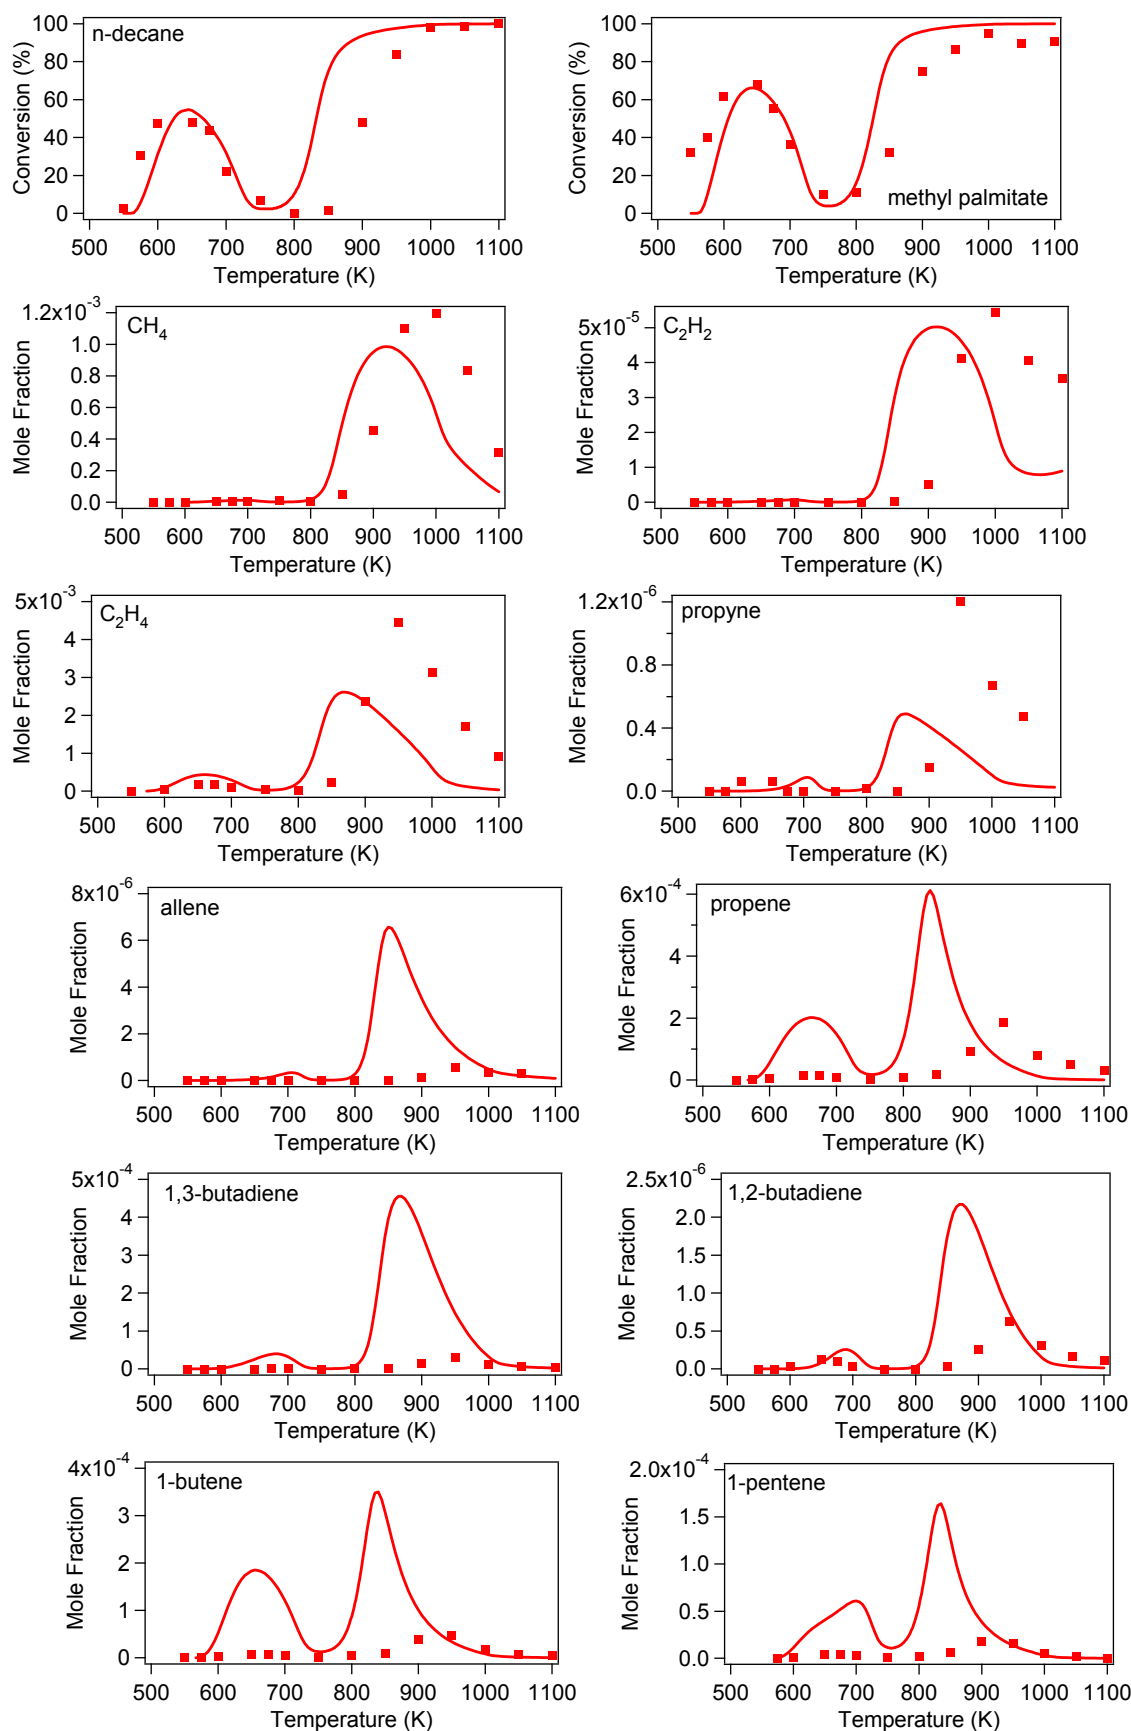 n-decane
Conversion (%)
100
80
60
40
20
0
500 600 700 800 900 1000 1100
Temperature (K)
methyl palmitate
Conversion (%)
100
80
60
40
20
0
500 600 700 800 900 1000 1100
Temperature (K)
CH4
Mole Fraction
1.2x10-3
1.0
0.8
0.6
0.4
0.2
0.0
500 600 700 800 900 1000 1100
Temperature (K)
C2H2
Mole Fraction
5x10-5
4
3
2
1
0
500 600 700 800 900 1000 1100
Temperature (K)
C2H4
Mole Fraction
5x10-3
4
3
2
1
0
500 600 700 800 900 1000 1100
Temperature (K)
propyne
Mole Fraction
1.2x10-6
0.8
0.4
0.0
500 600 700 800 900 1000 1100
Temperature (K)
allene
Mole Fraction
8x10-6
6
4
2
0
500 600 700 800 900 1000 1100
Temperature (K)
propene
Mole Fraction
6x10-4
4
2
0
500 600 700 800 900 1000 1100
Temperature (K)
1,3-butadiene
Mole Fraction
5x10-4
4
3
2
1
0
500 600 700 800 900 1000 1100
Temperature (K)
1,2-butadiene
Mole Fraction
2.5x10-6
2.0
1.5
1.0
0.5
0.0
500 600 700 800 900 1000 1100
Temperature (K)
1-butene
Mole Fraction
4x10-4
3
2
1
0
500 600 700 800 900 1000 1100
Temperature (K)
1-pentene
Mole Fraction
2.0x10-4
1.5
1.0
0.5
0.0
500 600 700 800 900 1000 1100
Temperature (K)